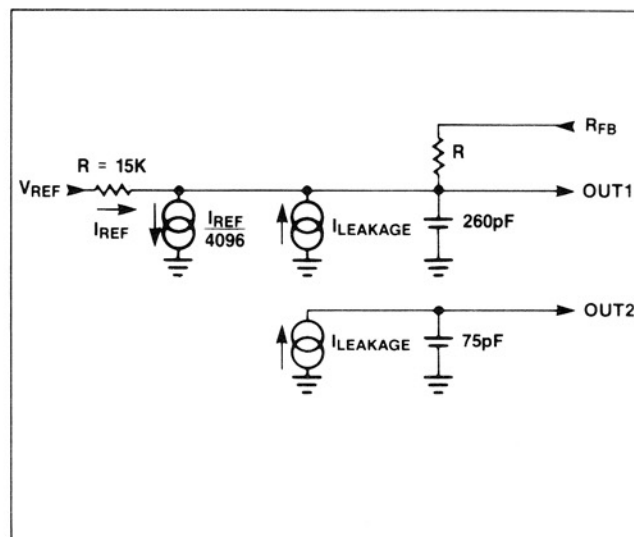 RFB
R = 15K
R
VREF
OUT1
IREF
IREF
4096
ILEAKAGE
260pF
OUT2
ILEAKAGE
75pF